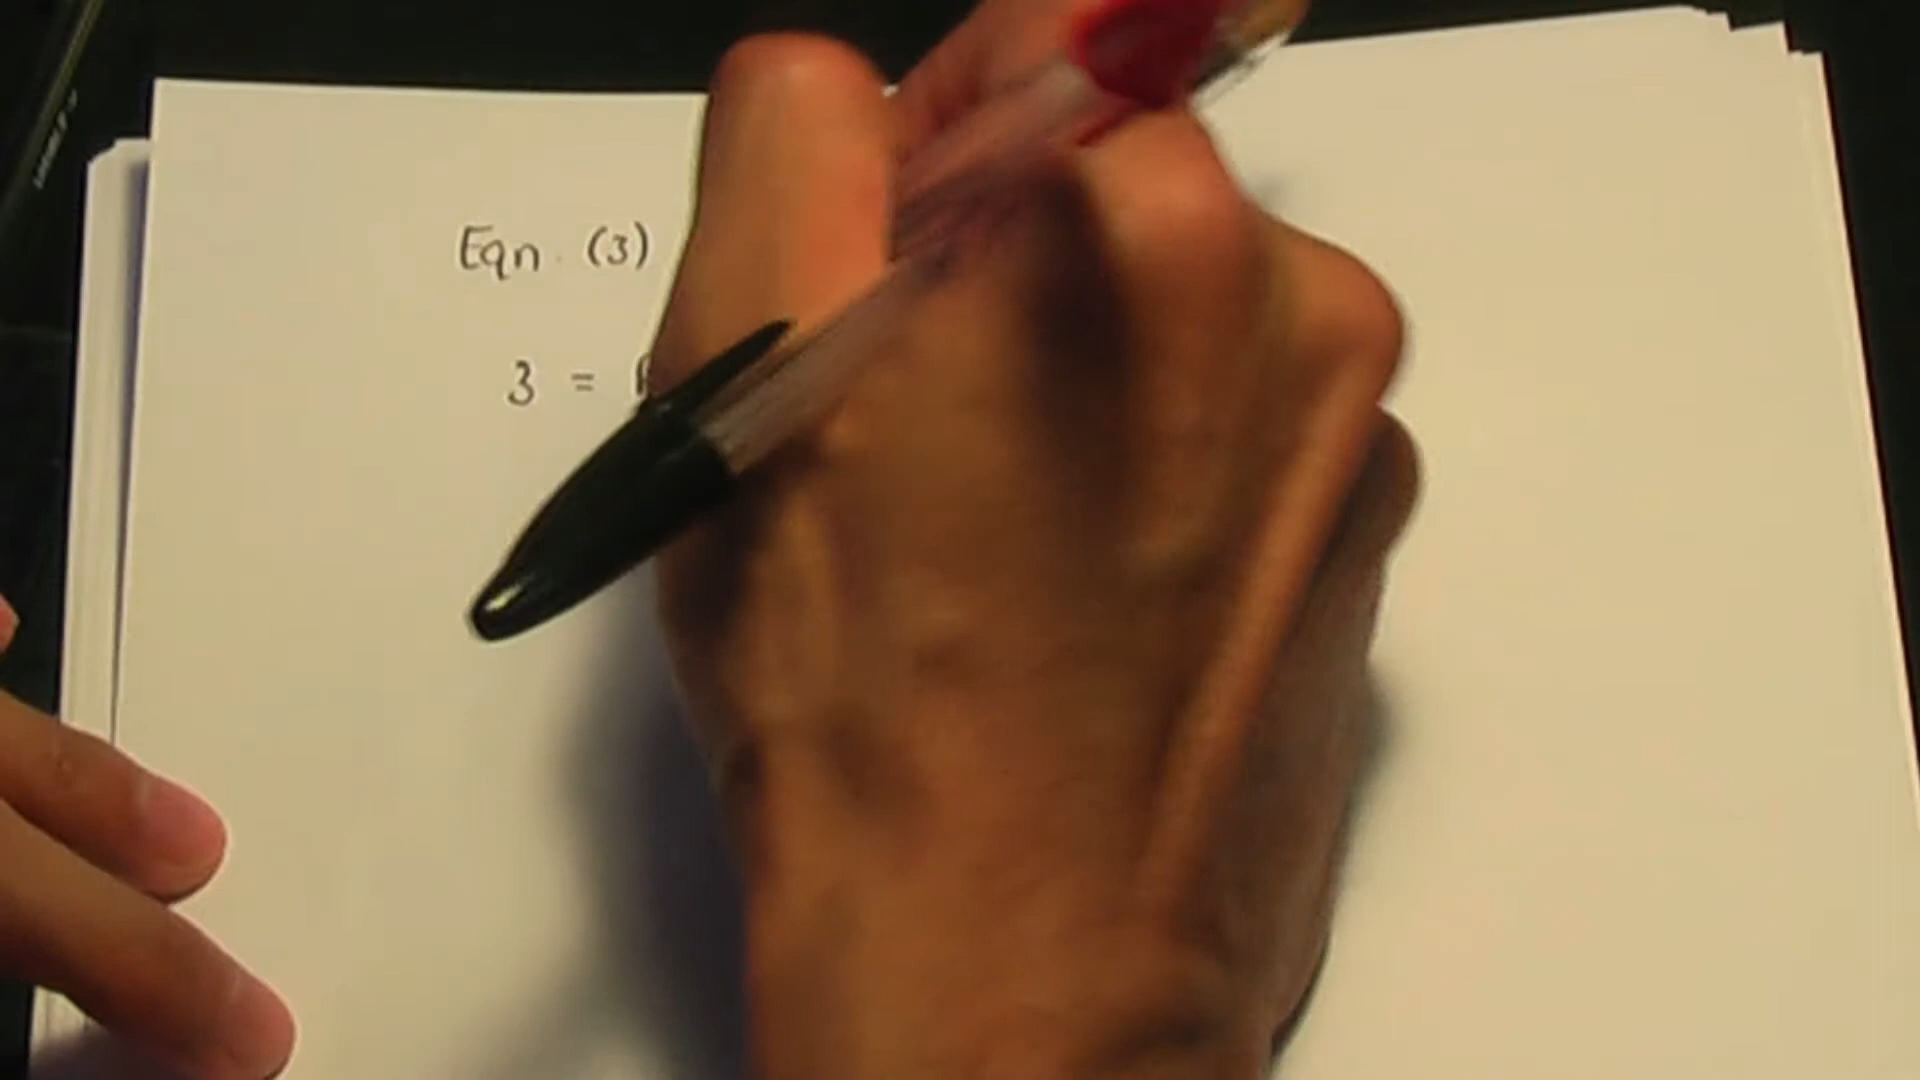 Eqn. (3)
3 =